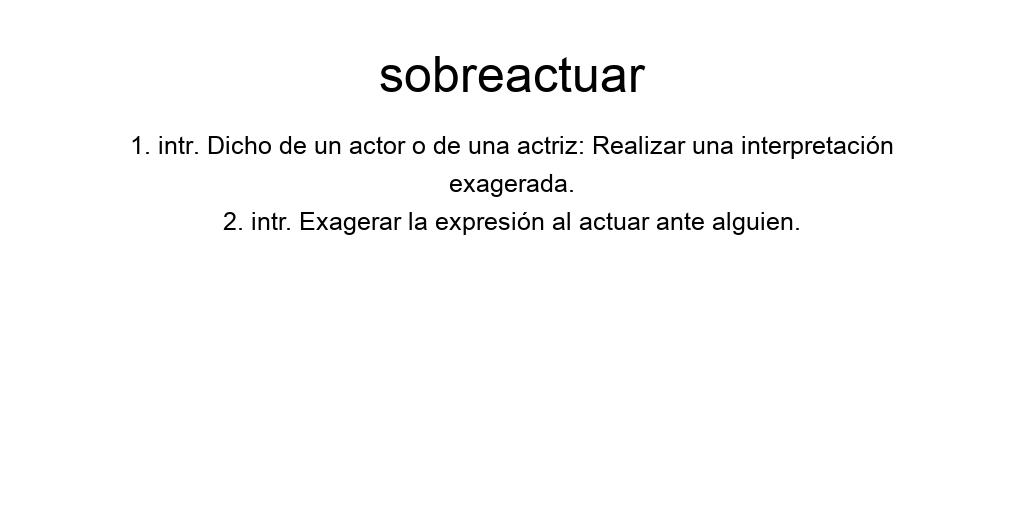 sobreactuar
1. intr. Dicho de un actor o de una actriz: Realizar una interpretación
exagerada.
2. intr. Exagerar la expresión al actuar ante alguien.